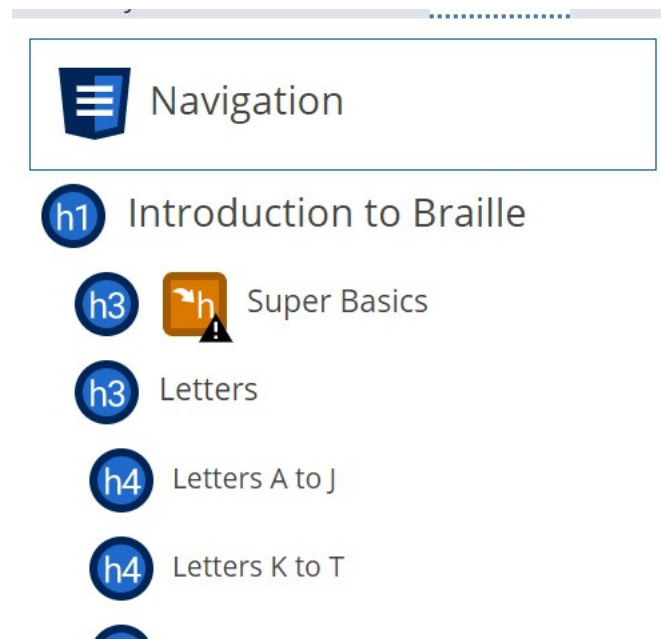 Navigation
h1 Introduction to Braille
h3 h Super Basics
h3 Letters
h4 Letters A to J
h4 Letters K to T